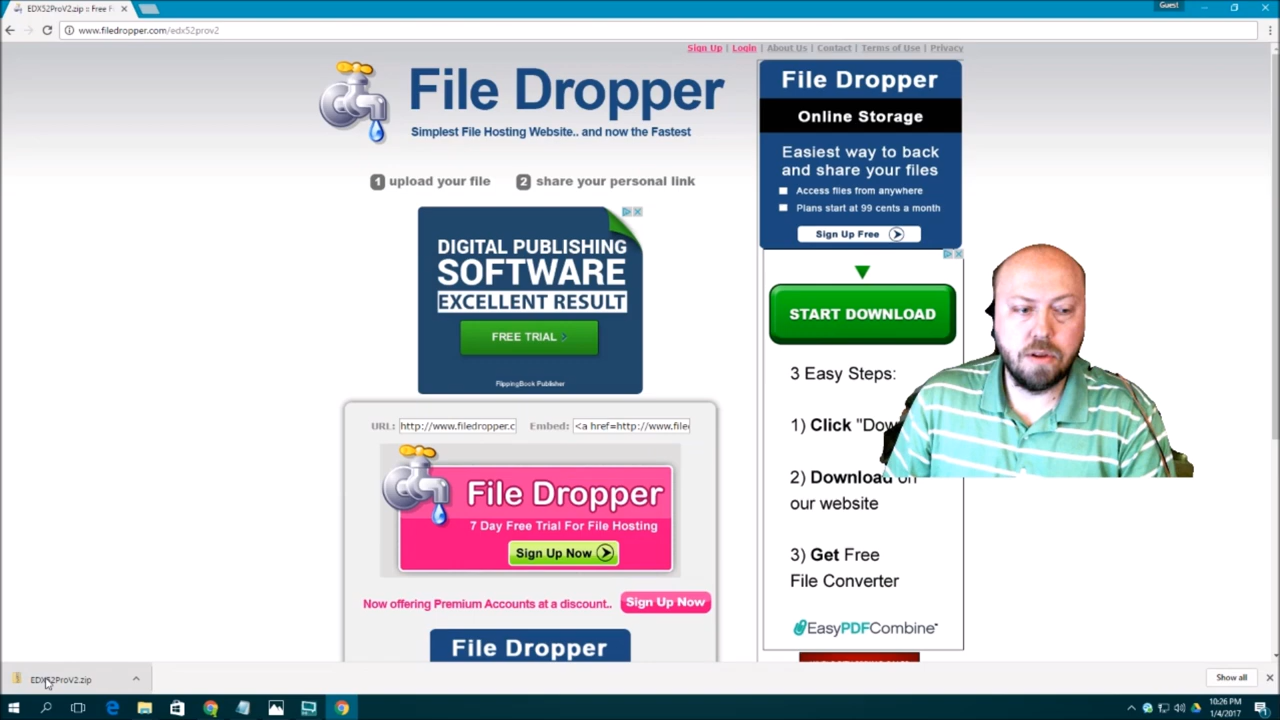 EDX52ProV2.zip :: Free F
Guest
www.filedropper.com/edx52prov2
Sign Up | Login | About Us | Contact | Terms of Use | Privacy
File Dropper
Simplest File Hosting Website.. and now the Fastest
1 upload your file 2 share your personal link
DIGITAL PUBLISHING
SOFTWARE
EXCELLENT RESULT
FREE TRIAL >
FlippingBook Publisher
URL: http://www.filedropper.c Embed: <a href=http://www.file
File Dropper
7 Day Free Trial For File Hosting
Sign Up Now
Now offering Premium Accounts at a discount.. Sign Up Now
File Dropper
File Dropper
Online Storage
Easiest way to back
and share your files
Access files from anywhere
Plans start at 99 cents a month
Sign Up Free
START DOWNLOAD
3 Easy Steps:
1) Click "Dow
2) Download on
our website
3) Get Free
File Converter
EasyPDFCombine
EDX52ProV2.zip
Show all
10:26 PM
1/4/2017